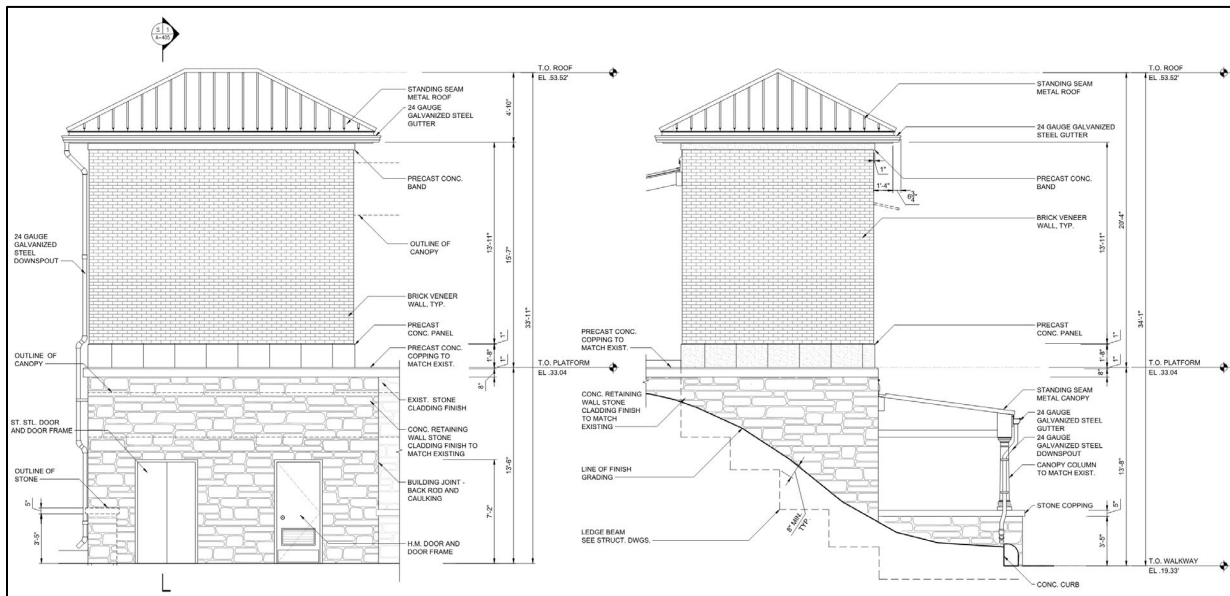 S 1
A-405
T.O. ROOF
EL .53.52'
STANDING SEAM
METAL ROOF
24 GAUGE
GALVANIZED STEEL
GUTTER
4'-10"
PRECAST CONC.
BAND
24 GAUGE
GALVANIZED
STEEL
DOWNSPOUT
OUTLINE OF
CANOPY
13'-11"
15'-7"
33'-11"
BRICK VENEER
WALL, TYP.
PRECAST
CONC. PANEL
1"
1'-8"
1"
8"
PRECAST CONC.
COPPING TO
MATCH EXIST.
T.O. PLATFORM
EL .33.04
OUTLINE OF
CANOPY
EXIST. STONE
CLADDING FINISH
CONC. RETAINING
WALL STONE
CLADDING FINISH TO
MATCH EXISTING
ST. STL. DOOR
AND DOOR FRAME
BUILDING JOINT -
BACK ROD AND
CAULKING
13'-6"
7'-2"
OUTLINE OF
STONE
5"
3'-5"
H.M. DOOR AND
DOOR FRAME
L
T.O. ROOF
EL .53.52'
STANDING SEAM
METAL ROOF
24 GAUGE GALVANIZED
STEEL GUTTER
PRECAST CONC.
BAND
1"
1'-4"
6¾"
BRICK VENEER
WALL, TYP.
13'-11"
20'-4"
34'-1"
PRECAST
CONC. PANEL
1"
1'-8"
1"
8"
PRECAST CONC.
COPPING TO
MATCH EXIST.
T.O. PLATFORM
EL .33.04
CONC. RETAINING
WALL STONE
CLADDING FINISH
TO MATCH
EXISTING
STANDING SEAM
METAL CANOPY
24 GAUGE
GALVANIZED STEEL
GUTTER
24 GAUGE
GALVANIZED STEEL
DOWNSPOUT
CANOPY COLUMN
TO MATCH EXIST.
13'-8"
LINE OF FINISH
GRADING
8" MIN.
TYP
STONE COPPING
5"
3'-5"
LEDGE BEAM
SEE STRUCT. DWGS.
T.O. WALKWAY
EL .19.33'
CONC. CURB